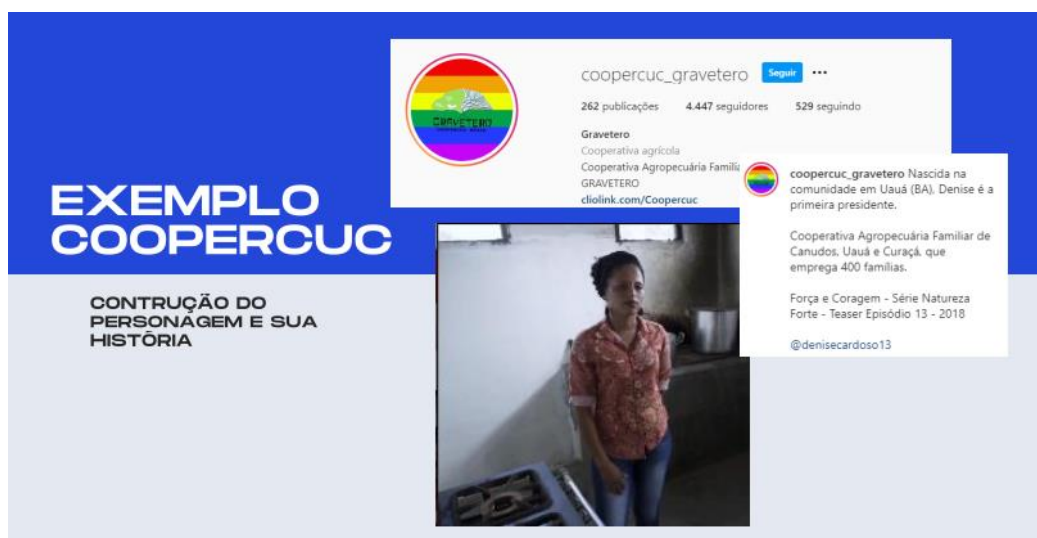 EXEMPLO
COOPERCUC
CONTRUÇÃO DO
PERSONAGEM E SUA
HISTÓRIA
coopercuc_gravetero Seguir ...
262 publicações 4.447 seguidores 529 seguindo
Gravetero
Cooperativa agrícola
Cooperativa Agropecuária Familia
GRAVETERO
cliolink.com/Coopercuc
GRAVETERO
coopercuc_gravetero Nascida na
comunidade em Uauá (BA), Denise é a
primeira presidente.
Cooperativa Agropecuária Familiar de
Canudos, Uauá e Curaçá, que
emprega 400 famílias.
Força e Coragem - Série Natureza
Forte - Teaser Episódio 13 - 2018
@denisecardoso13